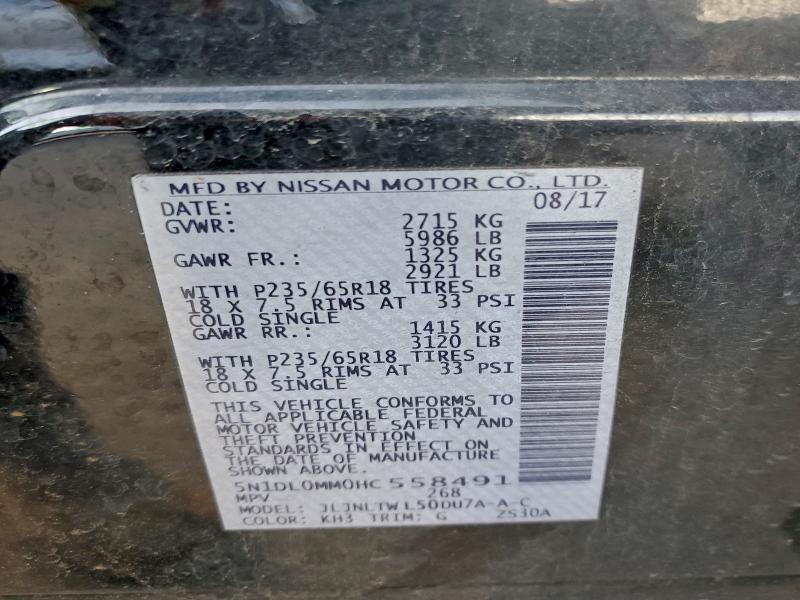 MFD BY NISSAN MOTOR CO., LTD.
DATE: 08/17
GVWR: 2715 KG
5986 LB
GAWR FR.: 1325 KG
2921 LB
WITH P235/65R18 TIRES
18 X 7.5 RIMS AT 33 PSI
COLD SINGLE
GAWR RR.: 1415 KG
3120 LB
WITH P235/65R18 TIRES
18 X 7.5 RIMS AT 33 PSI
COLD SINGLE
THIS VEHICLE CONFORMS TO
ALL APPLICABLE FEDERAL
MOTOR VEHICLE SAFETY AND
THEFT PREVENTION
STANDARDS IN EFFECT ON
THE DATE OF MANUFACTURE
SHOWN ABOVE.
5N1DL0MM0HC558491
MPV 268
MODEL: JLJNLTWL50DU7A-A-C
COLOR: KH3 TRIM: G 2S30A